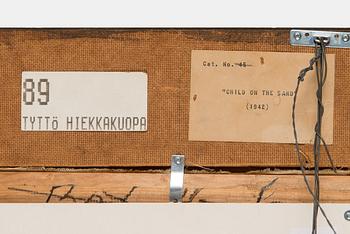 89
TYTTÖ HIEKKAKUOPA
Cat. No. 45
"CHILD ON THE SAND
(1942)